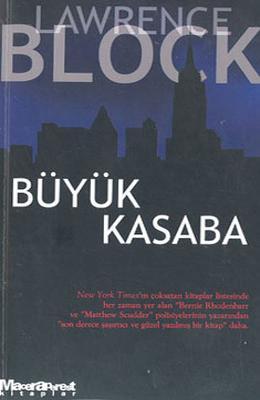 LAWRENCE
BLOCK
BÜYÜK
KASABA
New York Times'ın çoksatan kitaplar listesinde
her zaman yer alan "Bernie Rhodenbarr
ve "Matthew Scudder" polisiyelerinin yazarından
"son derece şaşırtıcı ve güzel yazılmış bir kitap" daha.
MaceraPerest
kitaplar